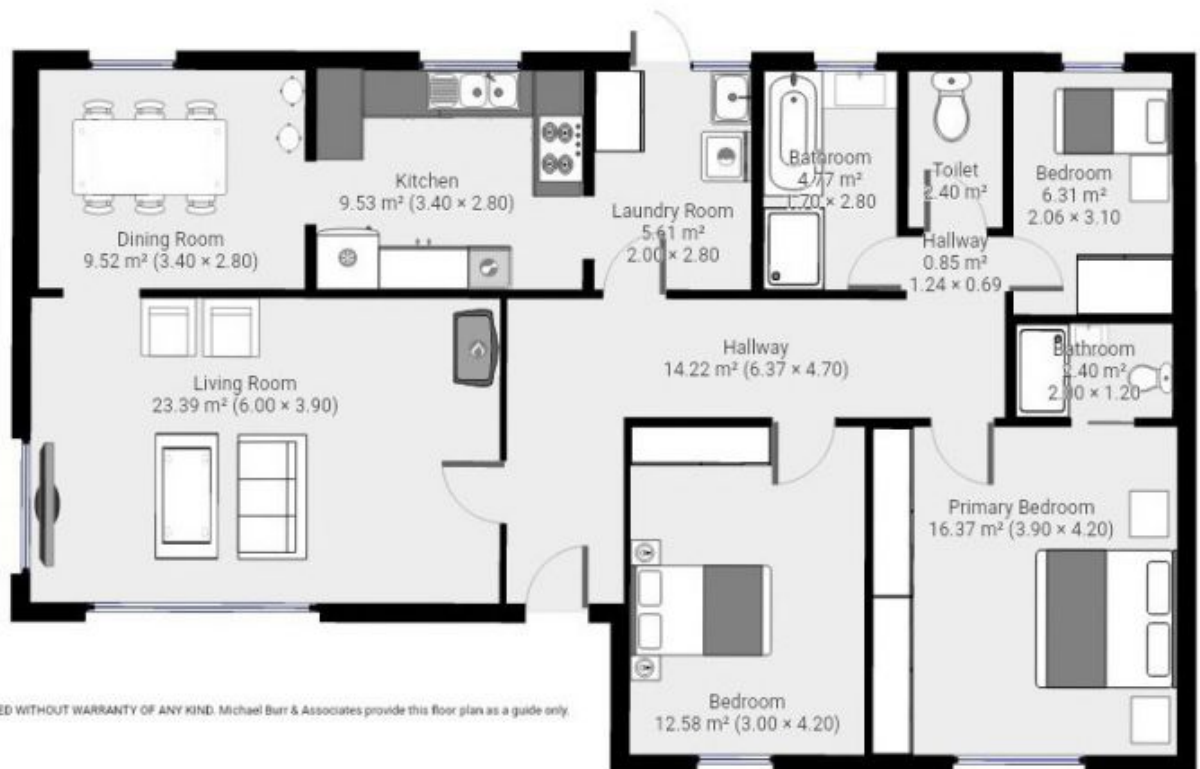 Dining Room
9.52 m² (3.40 × 2.80)
Kitchen
9.53 m² (3.40 × 2.80)
Laundry Room
5.61 m²
2.00 × 2.80
Bathroom
4.77 m²
1.70 × 2.80
Toilet
2.40 m²
Bedroom
6.31 m²
2.06 × 3.10
Hallway
0.85 m²
1.24 × 0.69
Living Room
23.39 m² (6.00 × 3.90)
Hallway
14.22 m² (6.37 × 4.70)
Bathroom
2.40 m²
2.00 × 1.20
Primary Bedroom
16.37 m² (3.90 × 4.20)
Bedroom
12.58 m² (3.00 × 4.20)
ED WITHOUT WARRANTY OF ANY KIND. Michael Burr & Associates provide this floor plan as a guide only.